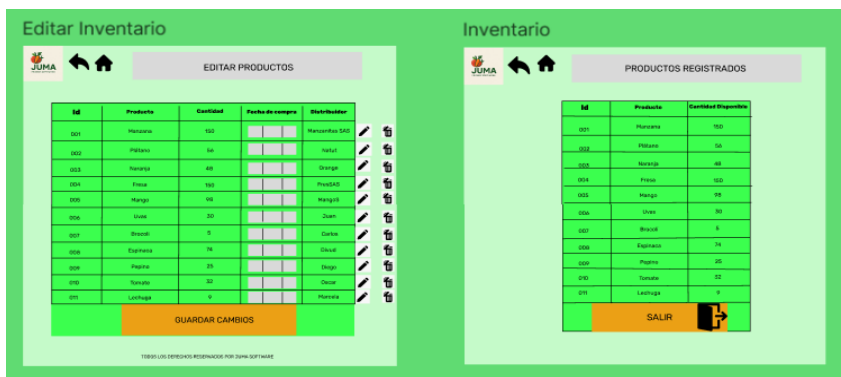 Editar Inventario
JUMA
EDITAR PRODUCTOS
Id Producto Cantidad Fecha de compra Distribuidor
001 Manzana 150 Manzanitas SAS
002 Plátano 56
003 Naranja 48 Orange
004 Fresa 150 FresSAS
005 Mango 98 MangoS
006 Uvas 30 Juan
007 Brocoli 5 Carlos
008 Espinaca 74
009 Pepino 25 Diego
010 Tomate 32 Oscar
011 Lechuga 9 Marcela
GUARDAR CAMBIOS
TODOS LOS DERECHOS RESERVADOS POR JUMA SOFTWARE
Inventario
JUMA
PRODUCTOS REGISTRADOS
Id Producto Cantidad Disponible
001 Manzana 150
002 Plátano 56
003 Naranja 48
004 Fresa 150
005 Mango 98
006 Uvas 30
007 Brocoli 5
008 Espinaca 74
009 Pepino 25
010 Tomate 32
011 Lechuga 9
SALIR